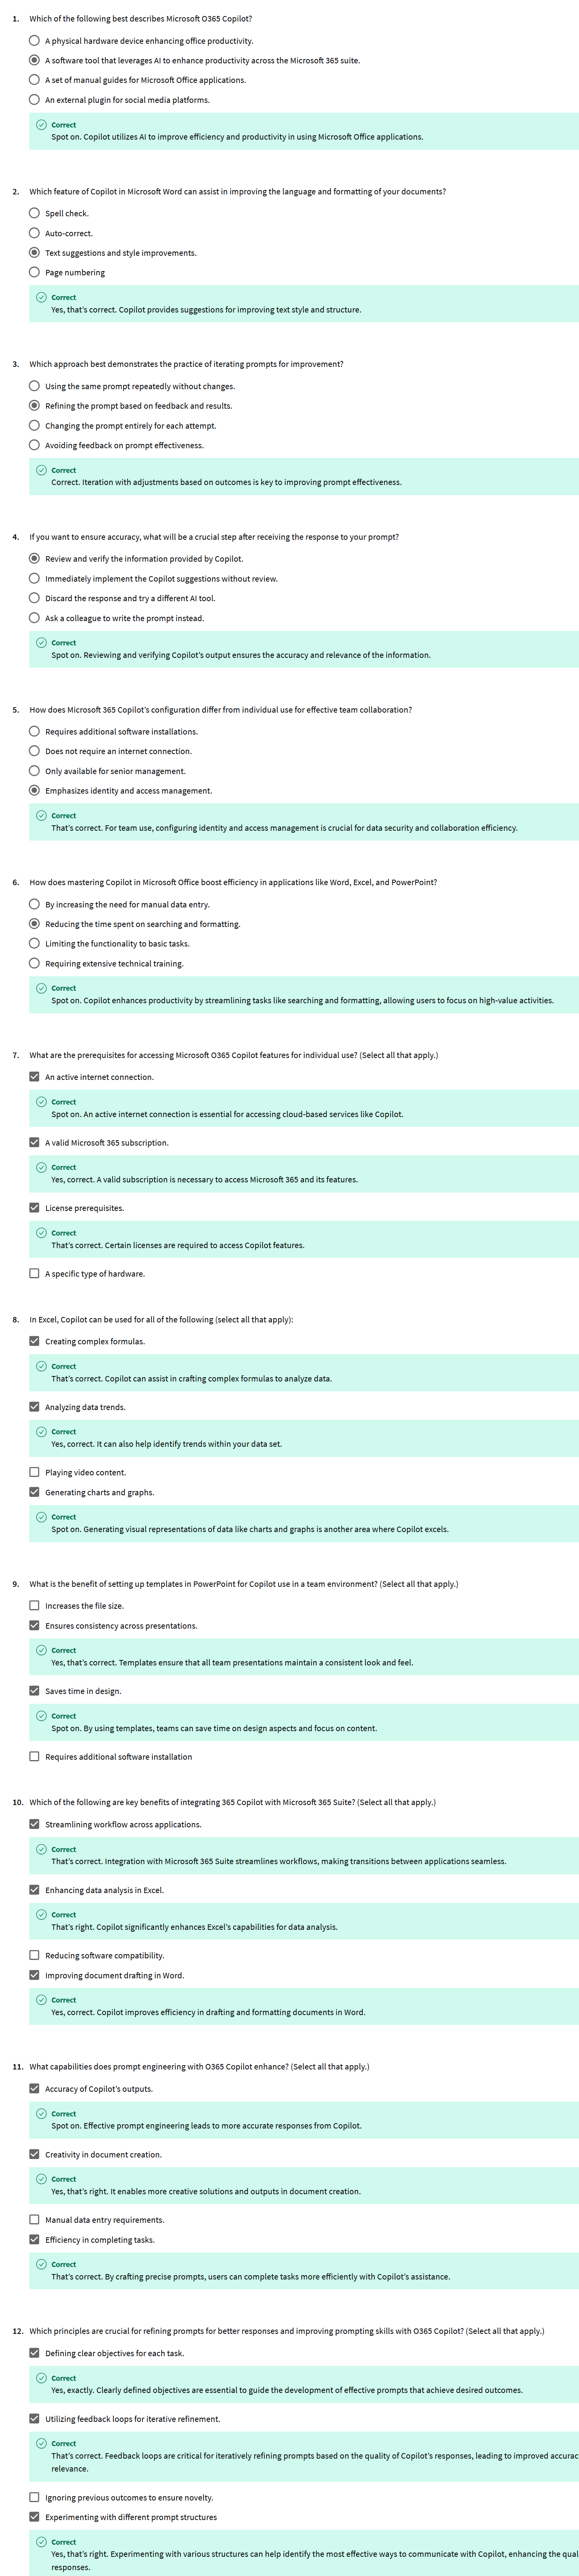 1. Which of the following best describes Microsoft O365 Copilot?
A physical hardware device enhancing office productivity.
A software tool that leverages AI to enhance productivity across the Microsoft 365 suite.
A set of manual guides for Microsoft Office applications.
An external plugin for social media platforms.
Correct
Spot on. Copilot utilizes AI to improve efficiency and productivity in using Microsoft Office applications.
2. Which feature of Copilot in Microsoft Word can assist in improving the language and formatting of your documents?
Spell check.
Auto-correct.
Text suggestions and style improvements.
Page numbering
Correct
Yes, that's correct. Copilot provides suggestions for improving text style and structure.
3. Which approach best demonstrates the practice of iterating prompts for improvement?
Using the same prompt repeatedly without changes.
Refining the prompt based on feedback and results.
Changing the prompt entirely for each attempt.
Avoiding feedback on prompt effectiveness.
Correct
Correct. Iteration with adjustments based on outcomes is key to improving prompt effectiveness.
4. If you want to ensure accuracy, what will be a crucial step after receiving the response to your prompt?
Review and verify the information provided by Copilot.
Immediately implement the Copilot suggestions without review.
Discard the response and try a different AI tool.
Ask a colleague to write the prompt instead.
Correct
Spot on. Reviewing and verifying Copilot's output ensures the accuracy and relevance of the information.
5. How does Microsoft 365 Copilot's configuration differ from individual use for effective team collaboration?
Requires additional software installations.
Does not require an internet connection.
Only available for senior management.
Emphasizes identity and access management.
Correct
That's correct. For team use, configuring identity and access management is crucial for data security and collaboration efficiency.
6. How does mastering Copilot in Microsoft Office boost efficiency in applications like Word, Excel, and PowerPoint?
By increasing the need for manual data entry.
Reducing the time spent on searching and formatting.
Limiting the functionality to basic tasks.
Requiring extensive technical training.
Correct
Spot on. Copilot enhances productivity by streamlining tasks like searching and formatting, allowing users to focus on high-value activities.
7. What are the prerequisites for accessing Microsoft O365 Copilot features for individual use? (Select all that apply.)
An active internet connection.
Correct
Spot on. An active internet connection is essential for accessing cloud-based services like Copilot.
A valid Microsoft 365 subscription.
Correct
Yes, correct. A valid subscription is necessary to access Microsoft 365 and its features.
License prerequisites.
Correct
That's correct. Certain licenses are required to access Copilot features.
A specific type of hardware.
8. In Excel, Copilot can be used for all of the following (select all that apply):
Creating complex formulas.
Correct
That's correct. Copilot can assist in crafting complex formulas to analyze data.
Analyzing data trends.
Correct
Yes, correct. It can also help identify trends within your data set.
Playing video content.
Generating charts and graphs.
Correct
Spot on. Generating visual representations of data like charts and graphs is another area where Copilot excels.
9. What is the benefit of setting up templates in PowerPoint for Copilot use in a team environment? (Select all that apply.)
Increases the file size.
Ensures consistency across presentations.
Correct
Yes, that's correct. Templates ensure that all team presentations maintain a consistent look and feel.
Saves time in design.
Correct
Spot on. By using templates, teams can save time on design aspects and focus on content.
Requires additional software installation
10. Which of the following are key benefits of integrating 365 Copilot with Microsoft 365 Suite? (Select all that apply.)
Streamlining workflow across applications.
Correct
That's correct. Integration with Microsoft 365 Suite streamlines workflows, making transitions between applications seamless.
Enhancing data analysis in Excel.
Correct
That's right. Copilot significantly enhances Excel's capabilities for data analysis.
Reducing software compatibility.
Improving document drafting in Word.
Correct
Yes, correct. Copilot improves efficiency in drafting and formatting documents in Word.
11. What capabilities does prompt engineering with O365 Copilot enhance? (Select all that apply.)
Accuracy of Copilot's outputs.
Correct
Spot on. Effective prompt engineering leads to more accurate responses from Copilot.
Creativity in document creation.
Correct
Yes, that's right. It enables more creative solutions and outputs in document creation.
Manual data entry requirements.
Efficiency in completing tasks.
Correct
That's correct. By crafting precise prompts, users can complete tasks more efficiently with Copilot's assistance.
12. Which principles are crucial for refining prompts for better responses and improving prompting skills with O365 Copilot? (Select all that apply.)
Defining clear objectives for each task.
Correct
Yes, exactly. Clearly defined objectives are essential to guide the development of effective prompts that achieve desired outcomes.
Utilizing feedback loops for iterative refinement.
Correct
That's correct. Feedback loops are critical for iteratively refining prompts based on the quality of Copilot's responses, leading to improved accurac
relevance.
Ignoring previous outcomes to ensure novelty.
Experimenting with different prompt structures
Correct
Yes, that's right. Experimenting with various structures can help identify the most effective ways to communicate with Copilot, enhancing the qual
responses.